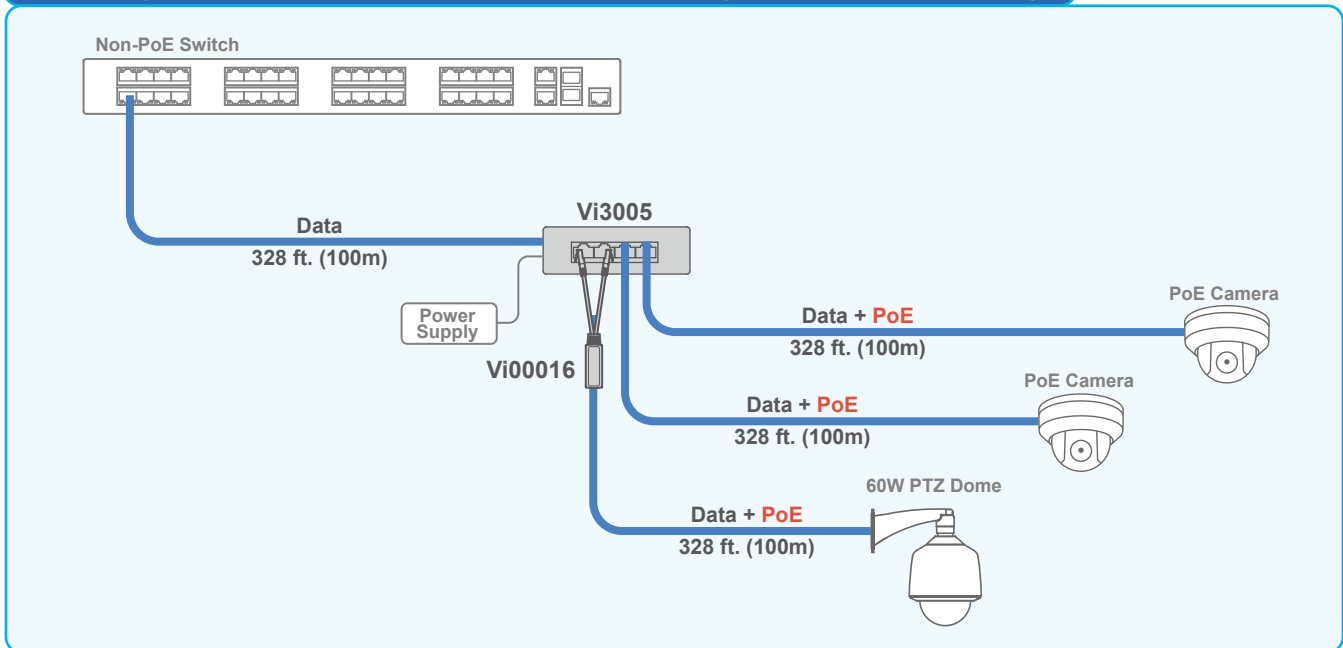 Non-PoE Switch
Vi3005
Data
328 ft. (100m)
Power
Supply
Data + PoE
328 ft. (100m)
PoE Camera
Vi00016
PoE Camera
Data + PoE
328 ft. (100m)
60W PTZ Dome
Data + PoE
328 ft. (100m)